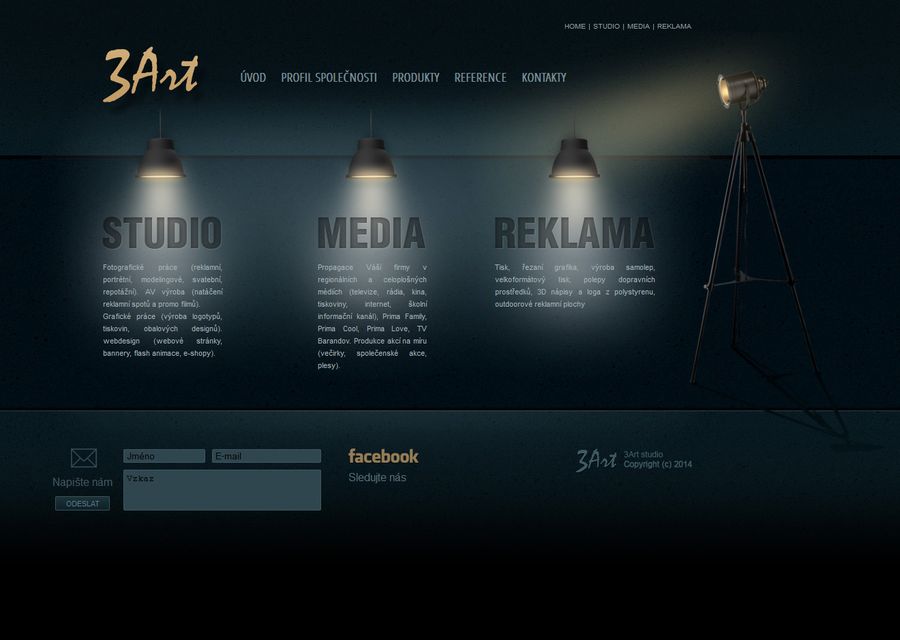 HOME | STUDIO | MEDIA | REKLAMA
3Art
ÚVOD PROFIL SPOLEČNOSTI PRODUKTY REFERENCE KONTAKTY
STUDIO
Fotografické práce (reklamní,
portrétní, modelingové, svatební,
repotážní). AV výroba (natáčení
reklamní spotů a promo filmů).
Grafické práce (výroba logotypů,
tiskovin, obalových designů).
webdesign (webové stránky,
bannery, flash animace, e-shopy).
MEDIA
Propagace Váší firmy v
regionálních a celoplošných
médiích (televize, rádia, kina,
tiskoviny, internet, školní
informační kanál), Prima Family,
Prima Cool, Prima Love, TV
Barandov. Produkce akcí na míru
(večírky, společenské akce,
plesy).
REKLAMA
Tisk, řezaní grafika, výroba samolep,
velkoformátový tisk, polepy dopravních
prostředků, 3D nápisy a loga z polystyrenu,
outdoorové reklamní plochy
Napište nám
ODESLAT
Jméno
E-mail
Vzkaz
facebook
Sledujte nás
3Art
3Art studio
Copyright (c) 2014